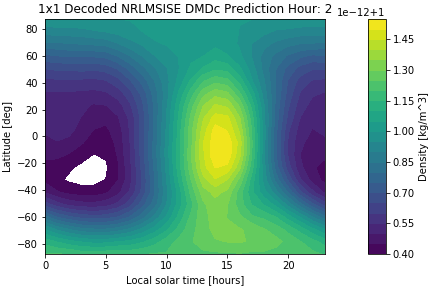 1x1 Decoded NRLMSISE DMDc Prediction Hour: 2
1e−12+1
80
60
40
20
0
−20
−40
−60
−80
Latitude [deg]
0 5 10 15 20
Local solar time [hours]
1.45
1.30
1.15
1.00
0.85
0.70
0.55
0.40
Density [kg/m^3]